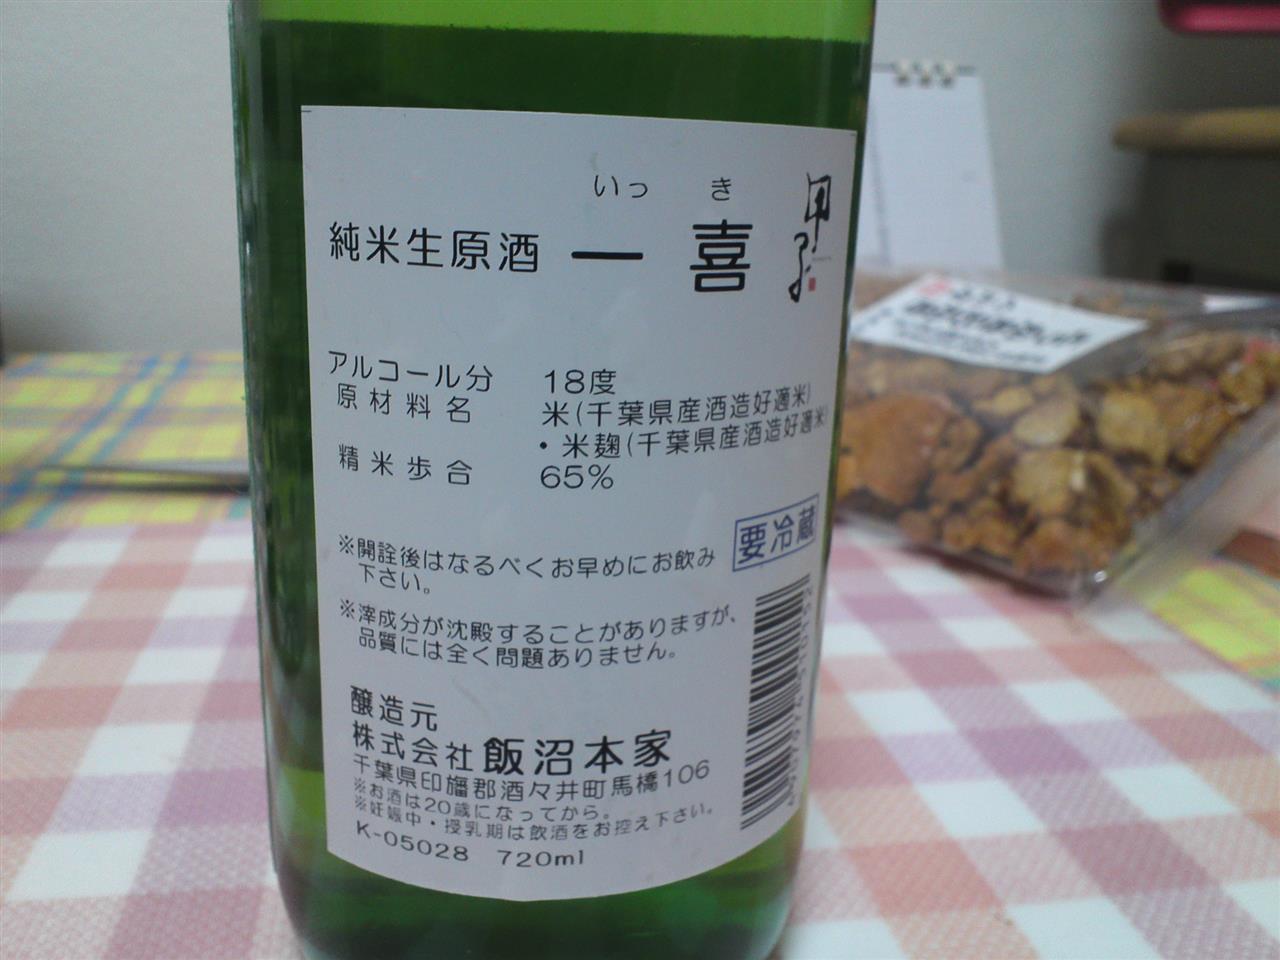 いっき
純米生原酒 一喜 甲子
アルコール分 18度
原材料名 米(千葉県産酒造好適米)
・米麹(千葉県産酒造好適米
精米歩合 65%
要冷蔵
※開詮後はなるべくお早めにお飲み
下さい。
※滓成分が沈殿することがありますが、
品質には全く問題ありません。
醸造元
株式会社 飯沼本家
千葉県印旛郡酒々井町馬橋106
※お酒は20歳になってから。
※妊娠中・授乳期は飲酒をお控え下さい。
K-05028 720ml